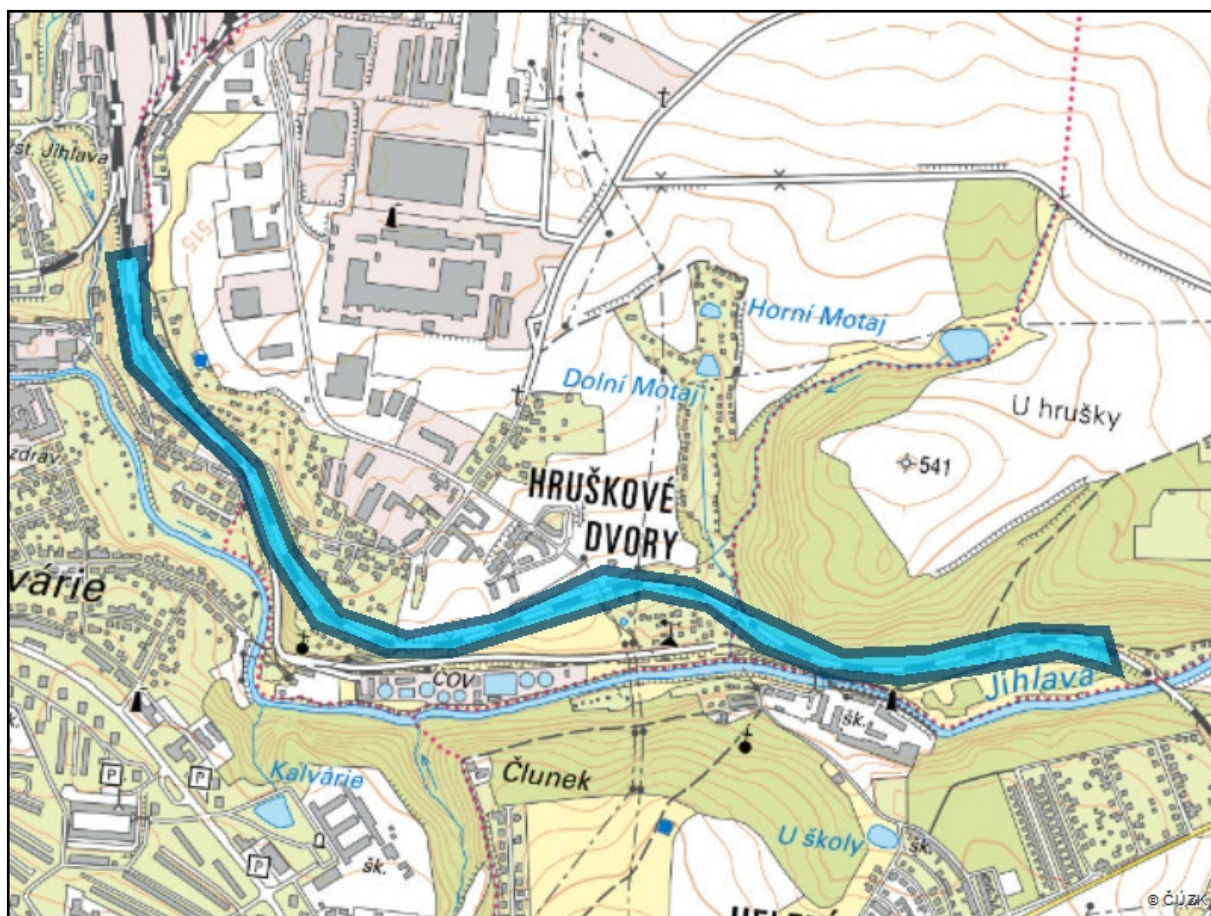 st. Jihlava
515
Horní Motaj
Dolní Motaj
U hrušky
541
zdráv.
HRUŠKOVÉ
DVORY
várie
ČOV
Jihlava
šk.
Kalvárie
Člunek
P
P
P
U školy
šk.
šk.
© ČÚZK